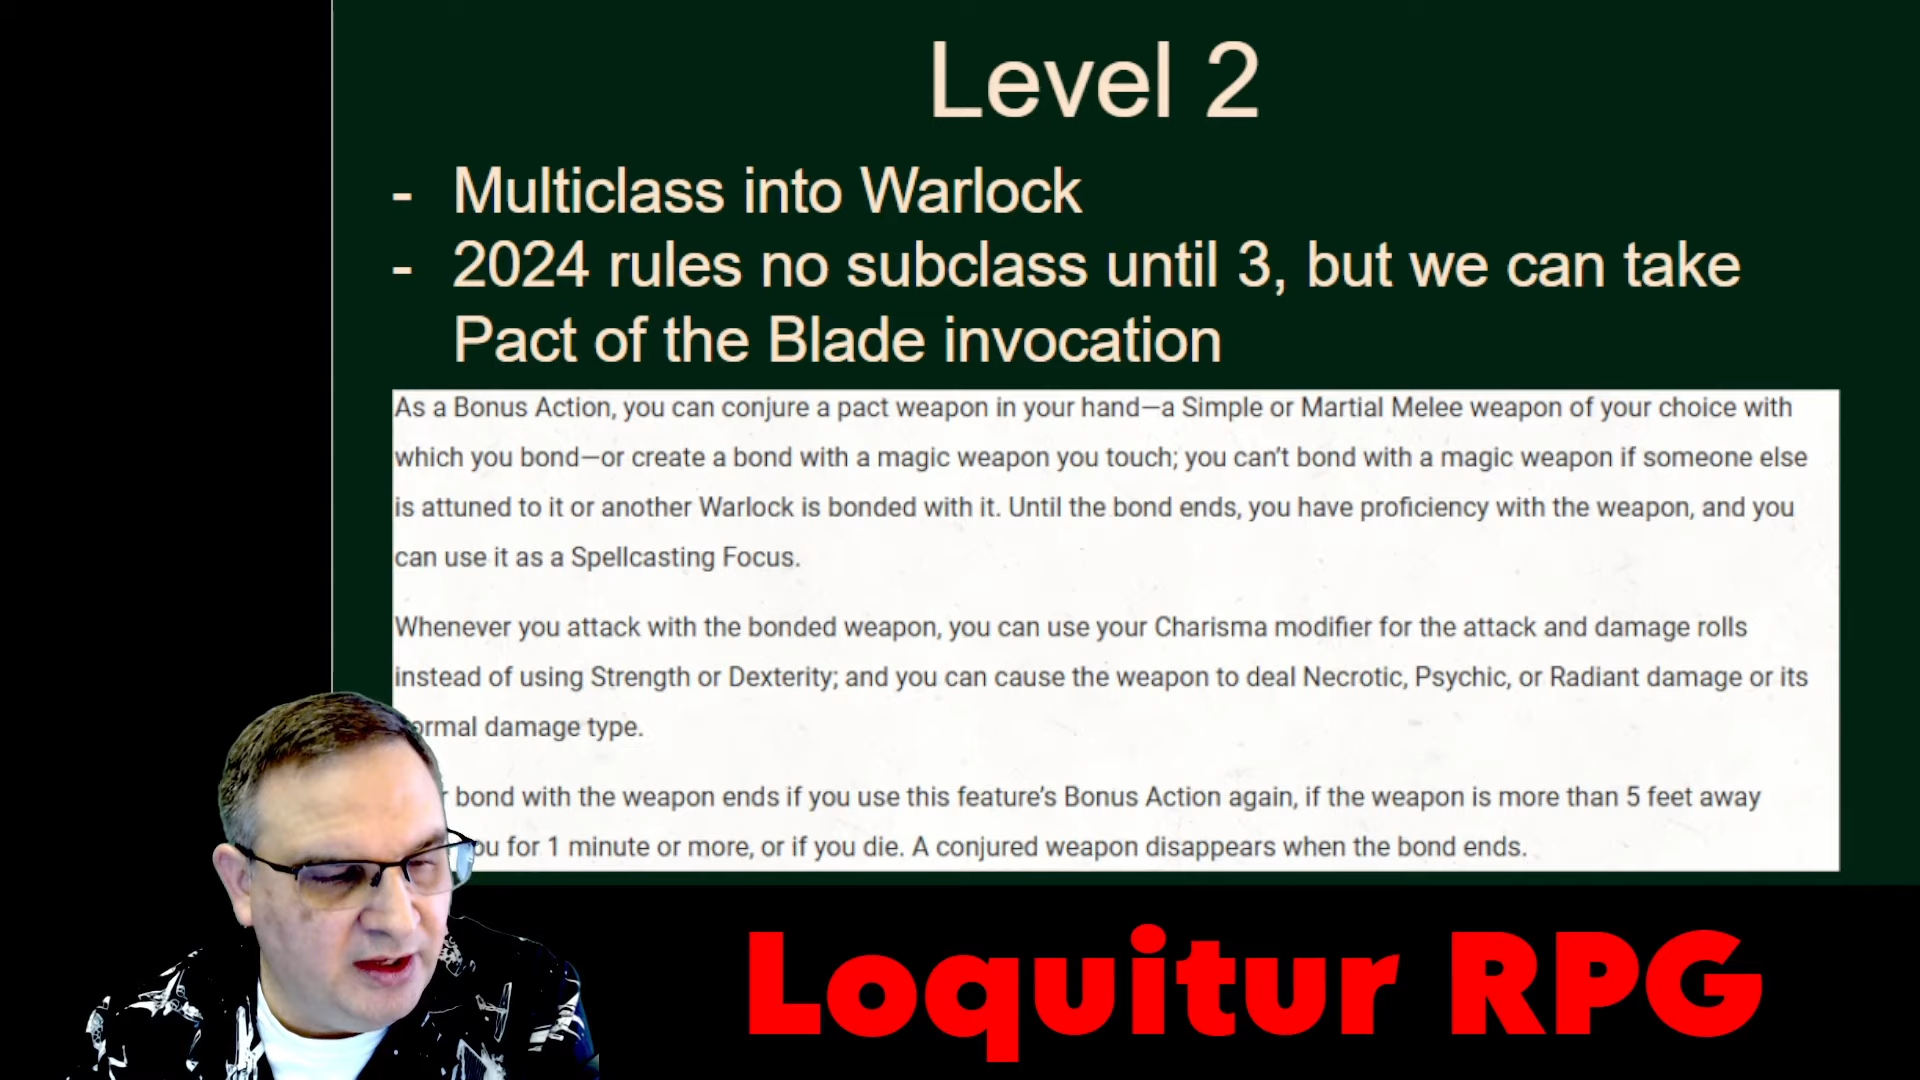 Level 2
- Multiclass into Warlock
- 2024 rules no subclass until 3, but we can take
Pact of the Blade invocation
As a Bonus Action, you can conjure a pact weapon in your hand—a Simple or Martial Melee weapon of your choice with
which you bond—or create a bond with a magic weapon you touch; you can't bond with a magic weapon if someone else
is attuned to it or another Warlock is bonded with it. Until the bond ends, you have proficiency with the weapon, and you
can use it as a Spellcasting Focus.
Whenever you attack with the bonded weapon, you can use your Charisma modifier for the attack and damage rolls
instead of using Strength or Dexterity; and you can cause the weapon to deal Necrotic, Psychic, or Radiant damage or its
damage type.
bond with the weapon ends if you use this feature's Bonus Action again, if the weapon is more than 5 feet away
for 1 minute or more, or if you die. A conjured weapon disappears when the bond ends.
Loquitur RPG